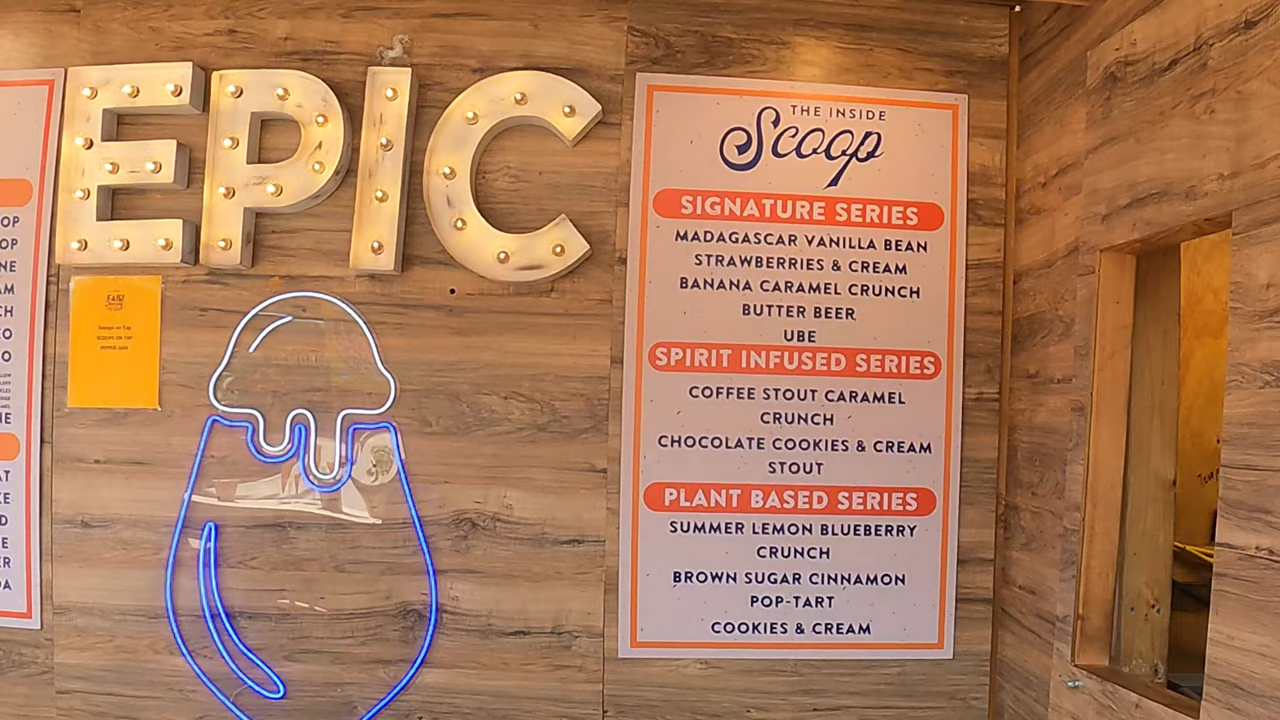 EPIC
THE INSIDE
Scoop
SIGNATURE SERIES
MADAGASCAR VANILLA BEAN
STRAWBERRIES & CREAM
BANANA CARAMEL CRUNCH
BUTTER BEER
UBE
SPIRIT INFUSED SERIES
COFFEE STOUT CARAMEL
CRUNCH
CHOCOLATE COOKIES & CREAM
STOUT
PLANT BASED SERIES
SUMMER LEMON BLUEBERRY
CRUNCH
BROWN SUGAR CINNAMON
POP-TART
COOKIES & CREAM